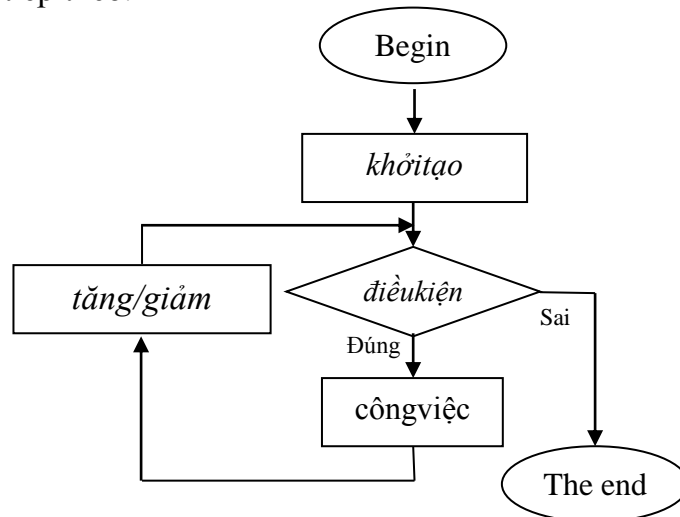 Begin
khởitạo
tăng/giảm
điềukiện
Sai
Đúng
côngviệc
The end